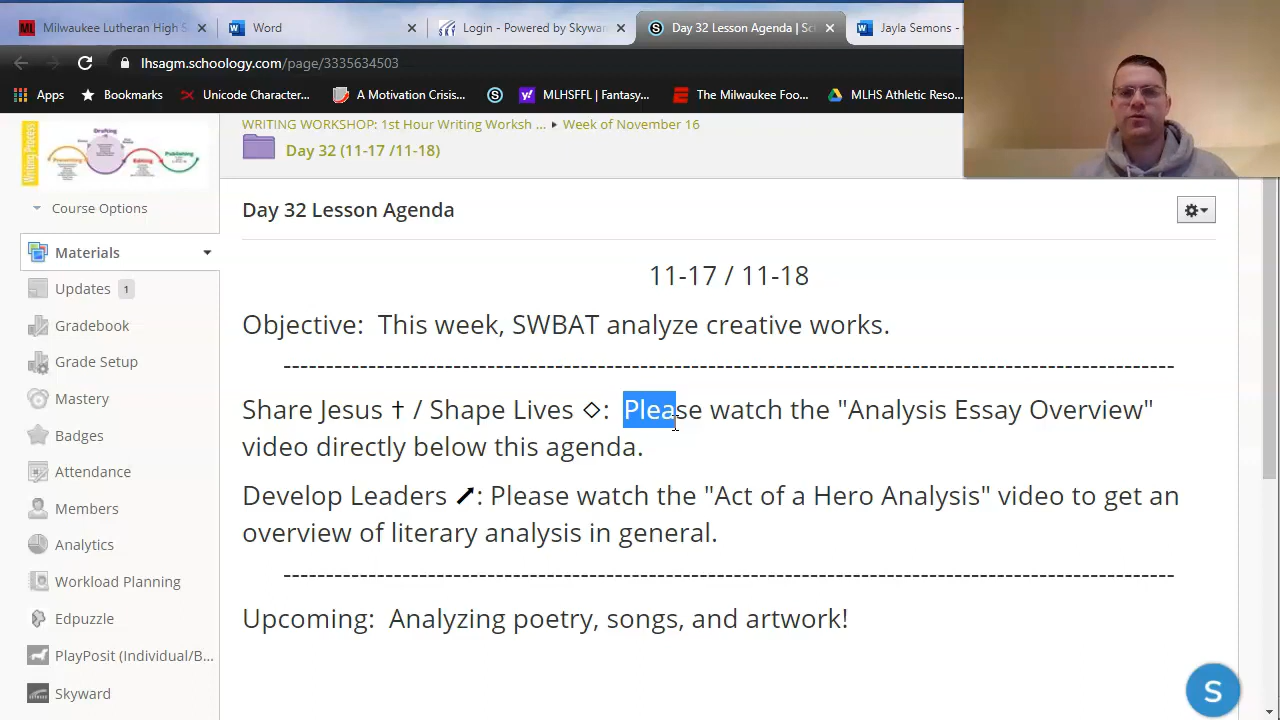 Milwaukee Lutheran High S
Word
Login - Powered by Skywar
Day 32 Lesson Agenda | Sc
Jayla Semons -
lhsagm.schoology.com/page/3335634503
Apps
Bookmarks
Unicode Character...
A Motivation Crisis...
MLHSFFL | Fantasy...
The Milwaukee Foo...
MLHS Athletic Reso...
WRITING WORKSHOP: 1st Hour Writing Worksh ... ▸ Week of November 16
Day 32 (11-17 /11-18)
Writing Process
Prewriting
Drafting
Editing
Publishing
Course Options
Materials
Updates 1
Gradebook
Grade Setup
Mastery
Badges
Attendance
Members
Analytics
Workload Planning
Edpuzzle
PlayPosit (Individual/B...
Skyward
Day 32 Lesson Agenda
11-17 / 11-18
Objective:  This week, SWBAT analyze creative works.
Share Jesus ✝ / Shape Lives ◇:  Please watch the "Analysis Essay Overview"
video directly below this agenda.
Develop Leaders ➚: Please watch the "Act of a Hero Analysis" video to get an
overview of literary analysis in general.
Upcoming:  Analyzing poetry, songs, and artwork!
S